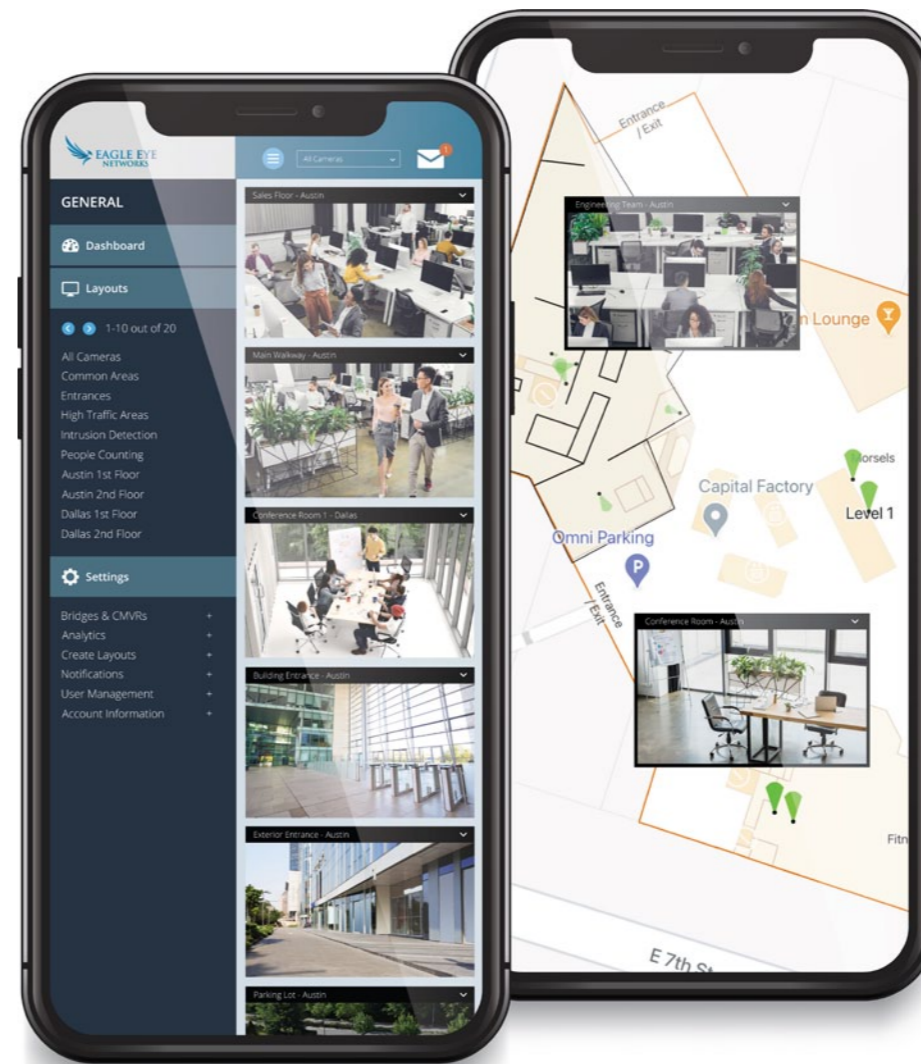 EAGLE EYE
NETWORKS
All Cameras
1
GENERAL
Dashboard
Layouts
1-10 out of 20
All Cameras
Common Areas
Entrances
High Traffic Areas
Intrusion Detection
People Counting
Austin 1st Floor
Austin 2nd Floor
Dallas 1st Floor
Dallas 2nd Floor
Settings
Bridges & CMVRs +
Analytics +
Create Layouts +
Notifications +
User Management +
Account Information +
Sales Floor - Austin
Main Walkway - Austin
Conference Room 1 - Dallas
Building Entrance - Austin
Exterior Entrance - Austin
Parking Lot - Austin
Entrance
/ Exit
Engineering Team - Austin
n Lounge
Morsels
Capital Factory
Level 1
Omni Parking
P
Entrance
/ Exit
Conference Room - Austin
Fitn
E 7th St